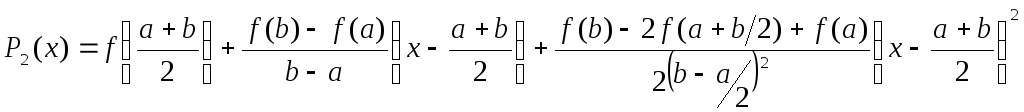 P₂(x) = f▯(a + b)/2▯ + (f(b) − f(a))/(b − a) ▯x − (a + b)/2▯ + (f(b) − 2f(a + b/2) + f(a))/(2(b − a/2)²) ▯x − (a + b)/2▯²